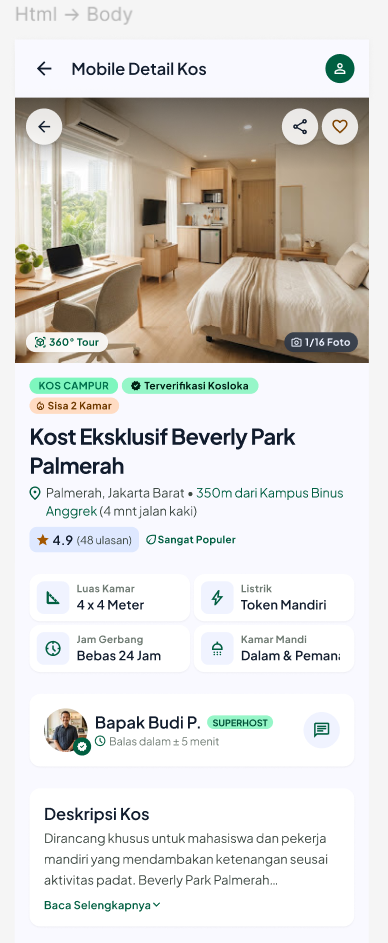 Html → Body
Mobile Detail Kos
360° Tour
1/16 Foto
KOS CAMPUR
Terverifikasi Kosloka
Sisa 2 Kamar
Kost Eksklusif Beverly Park
Palmerah
Palmerah, Jakarta Barat • 350m dari Kampus Binus
Anggrek (4 mnt jalan kaki)
4.9 (48 ulasan)
Sangat Populer
Luas Kamar
4 x 4 Meter
Listrik
Token Mandiri
Jam Gerbang
Bebas 24 Jam
Kamar Mandi
Dalam & Peman
Bapak Budi P.
SUPERHOST
Balas dalam ± 5 menit
Deskripsi Kos
Dirancang khusus untuk mahasiswa dan pekerja
mandiri yang mendambakan ketenangan seusai
aktivitas padat. Beverly Park Palmerah...
Baca Selengkapnya